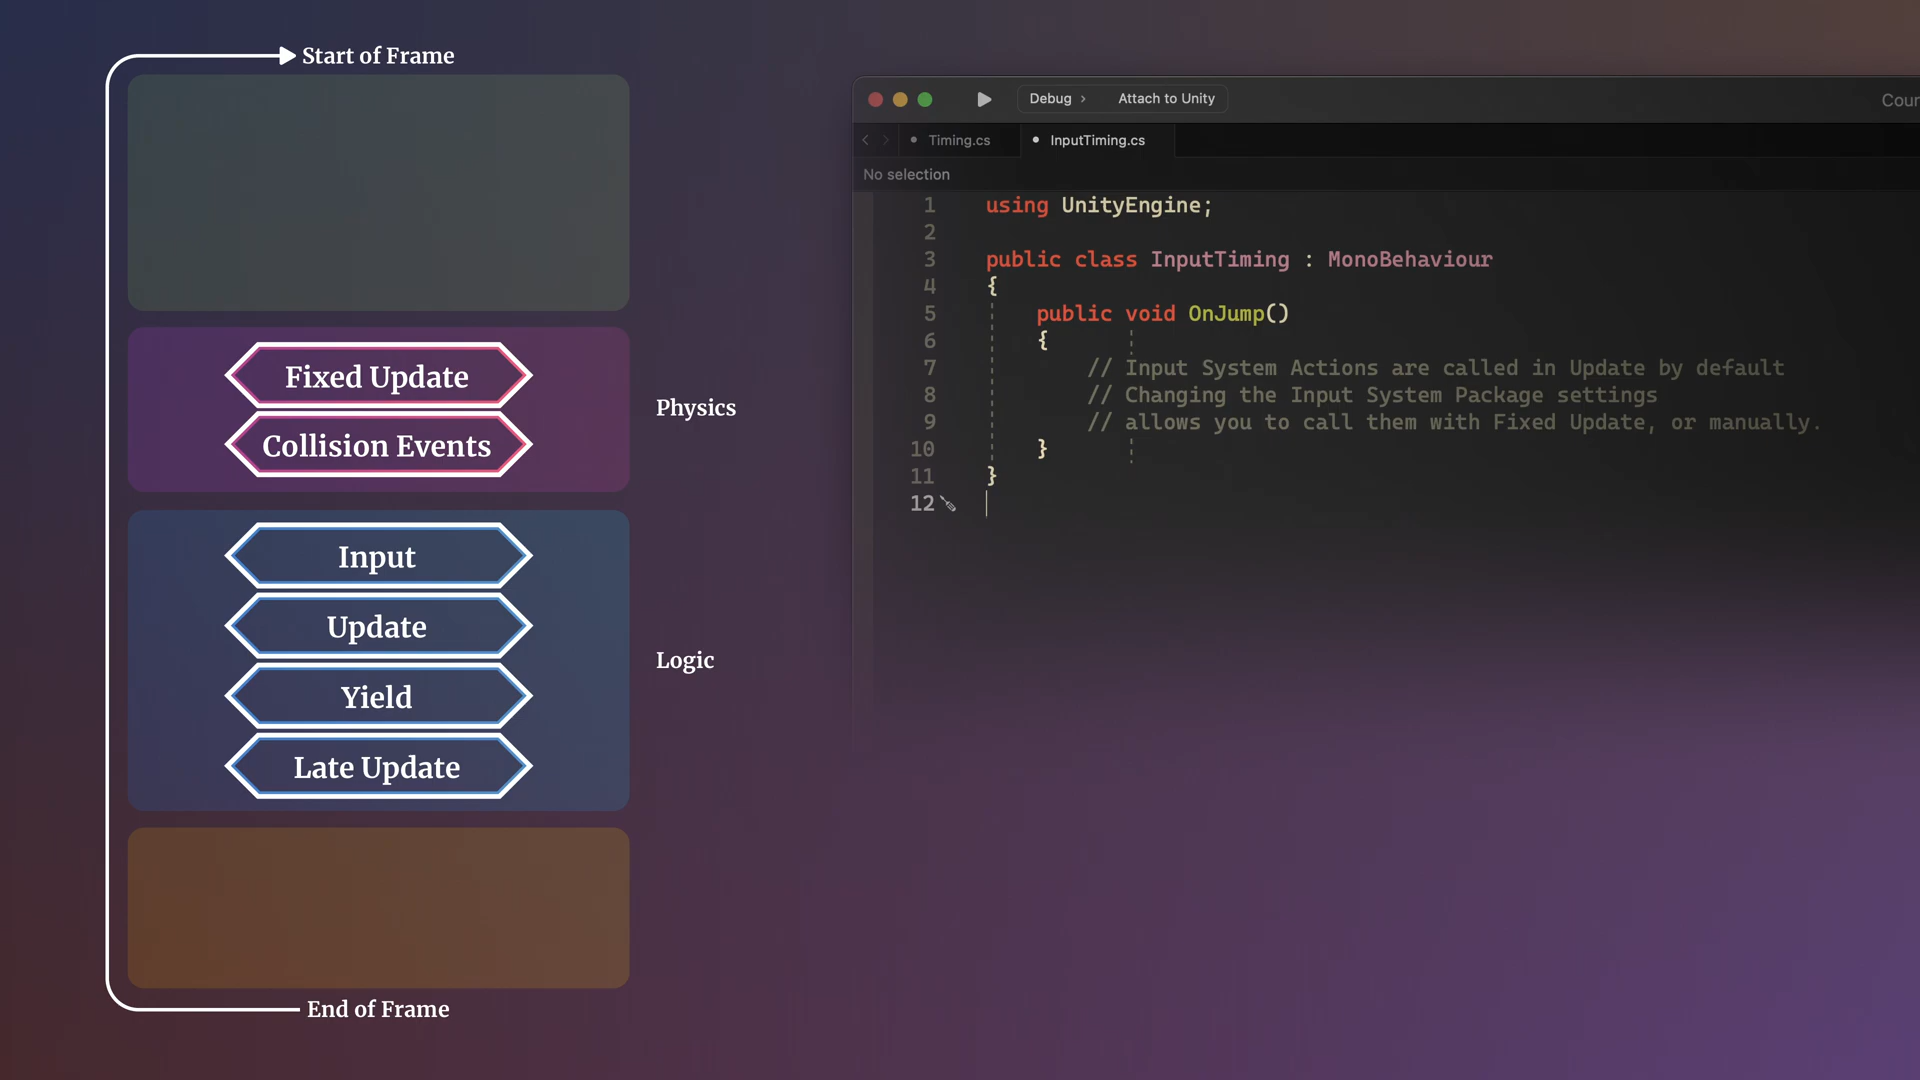 Start of Frame
Fixed Update
Collision Events
Physics
Input
Update
Yield
Late Update
Logic
End of Frame
Debug › Attach to Unity
Timing.cs
InputTiming.cs
No selection
1 using UnityEngine;
2
3 public class InputTiming : MonoBehaviour
4 {
5 public void OnJump()
6 {
7 // Input System Actions are called in Update by default
8 // Changing the Input System Package settings
9 // allows you to call them with Fixed Update, or manually.
10 }
11 }
12